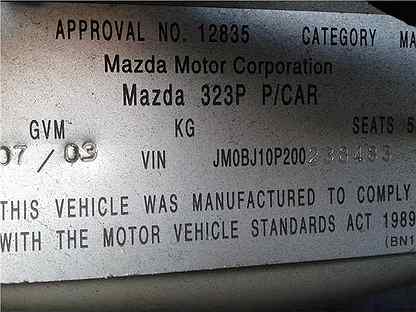 APPROVAL NO. 12835 CATEGORY MA
Mazda Motor Corporation
Mazda 323P P/CAR
GVM KG SEATS 5
07/03 VIN JM0BJ10P200238483
THIS VEHICLE WAS MANUFACTURED TO COMPLY
WITH THE MOTOR VEHICLE STANDARDS ACT 1989
(BN1